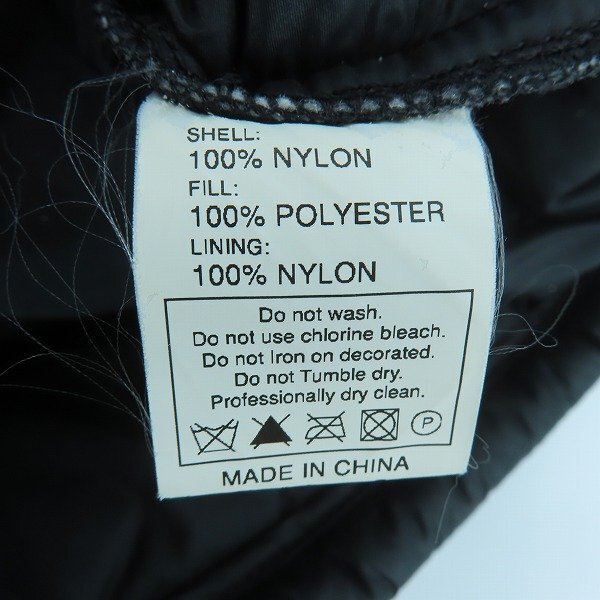 SHELL:
100% NYLON
FILL:
100% POLYESTER
LINING:
100% NYLON
Do not wash.
Do not use chlorine bleach.
Do not Iron on decorated.
Do not Tumble dry.
Professionally dry clean.
P
MADE IN CHINA